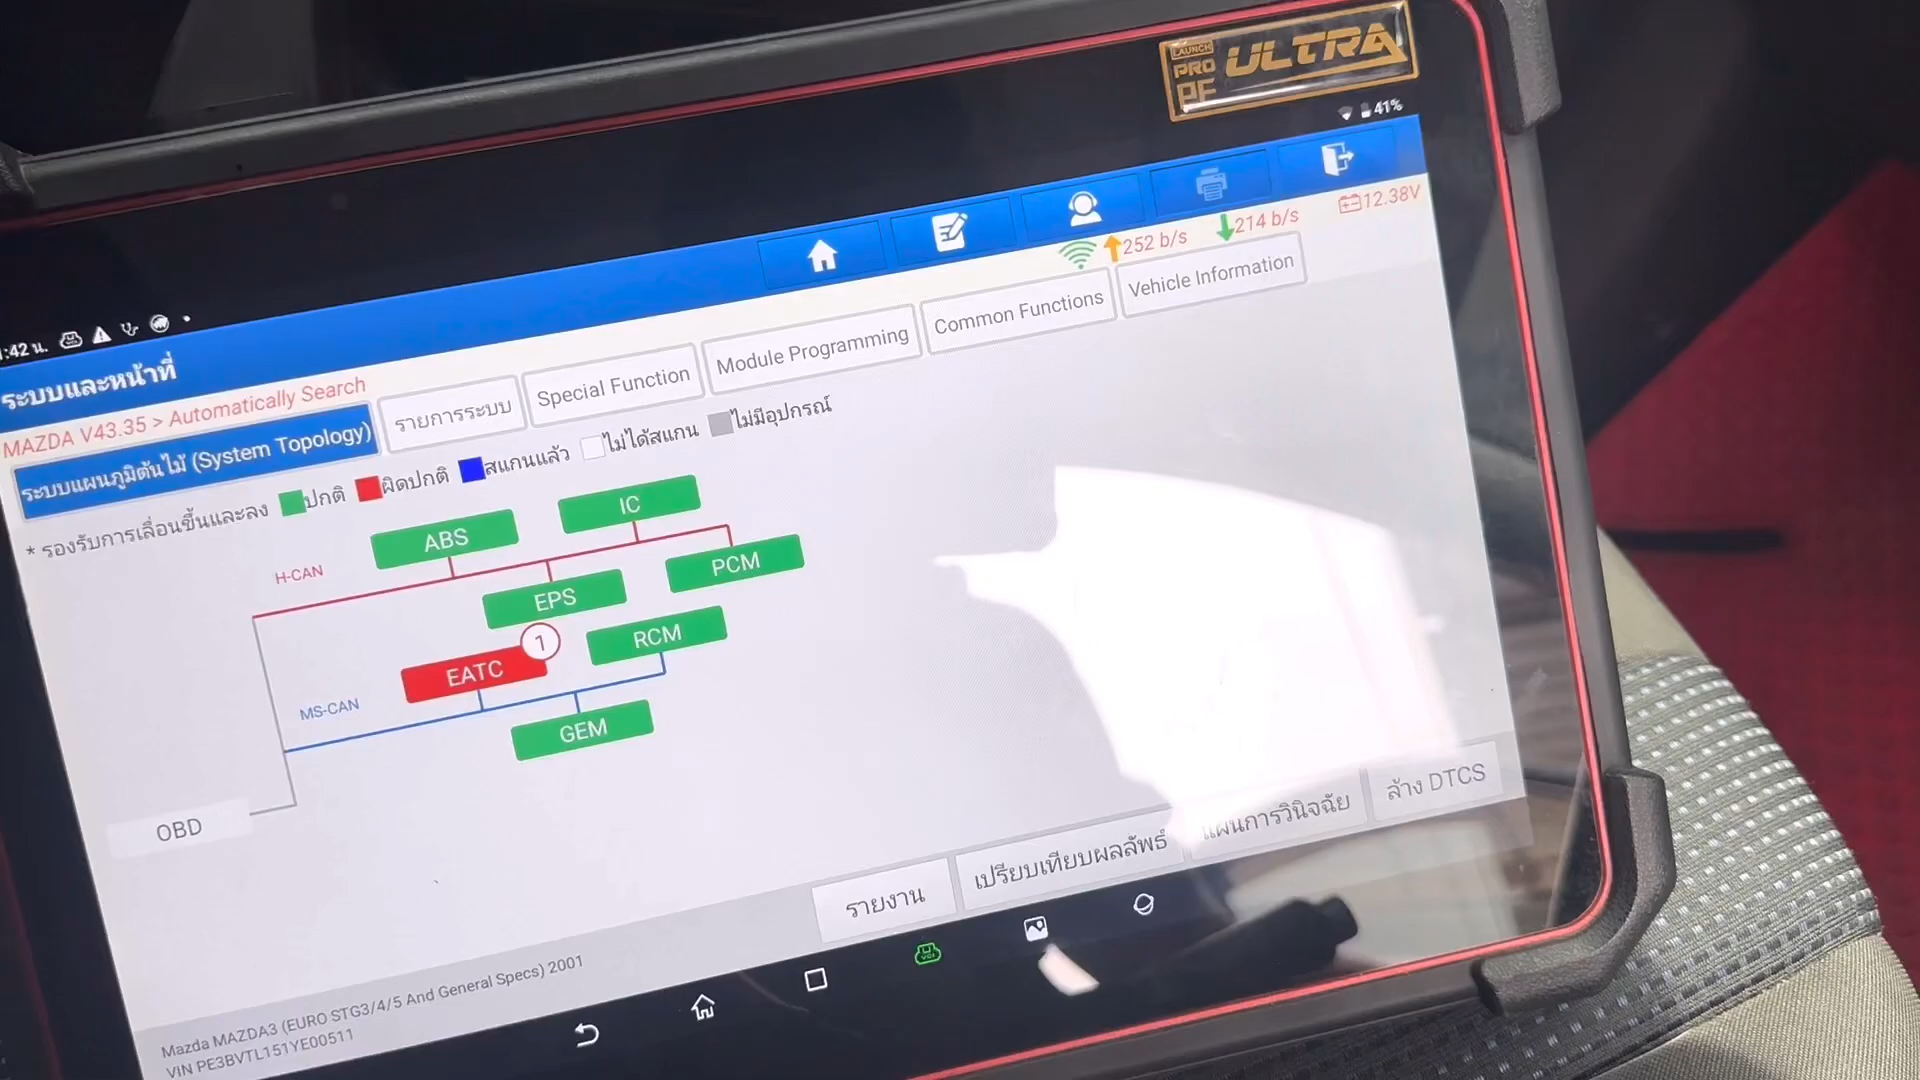 LAUNCH
PRO
ULTRA
41%
:42 น.
ระบบและหน้าที่
252 b/s
214 b/s
12.38V
MAZDA V43.35 > Automatically Search
ระบบแผนภูมิต้นไม้ (System Topology)
รายการระบบ
Special Function
Module Programming
Common Functions
Vehicle Information
* รองรับการเลื่อนขึ้นและลง
ปกติ
ผิดปกติ
สแกนแล้ว
ไม่ได้สแกน
ไม่มีอุปกรณ์
ABS
IC
H-CAN
EPS
PCM
1
EATC
RCM
MS-CAN
GEM
OBD
รายงาน
เปรียบเทียบผลลัพธ์
แผนการวินิจฉัย
ล้าง DTCS
Mazda MAZDA3 (EURO STG3/4/5 And General Specs) 2001
VIN PE3BVTL151YE00511